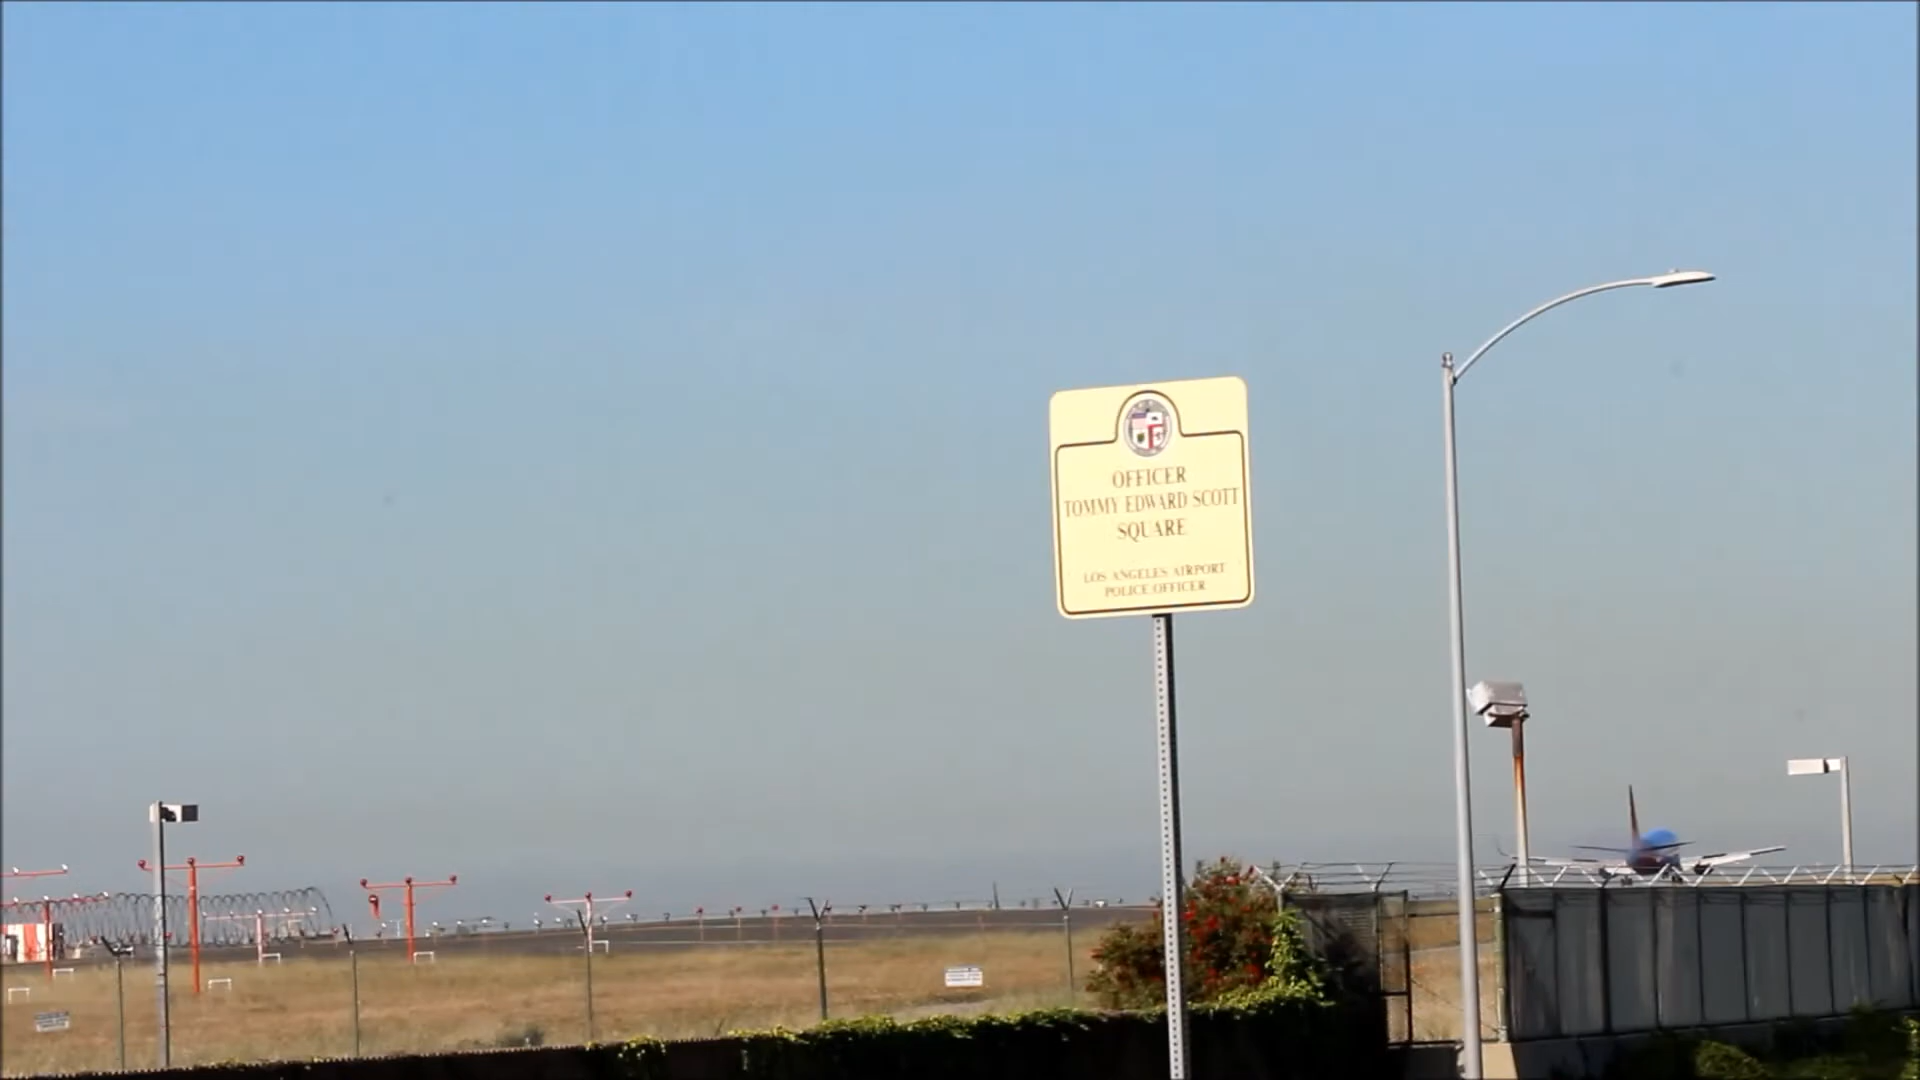 OFFICER
TOMMY EDWARD SCOTT
SQUARE
LOS ANGELES AIRPORT
POLICE OFFICER